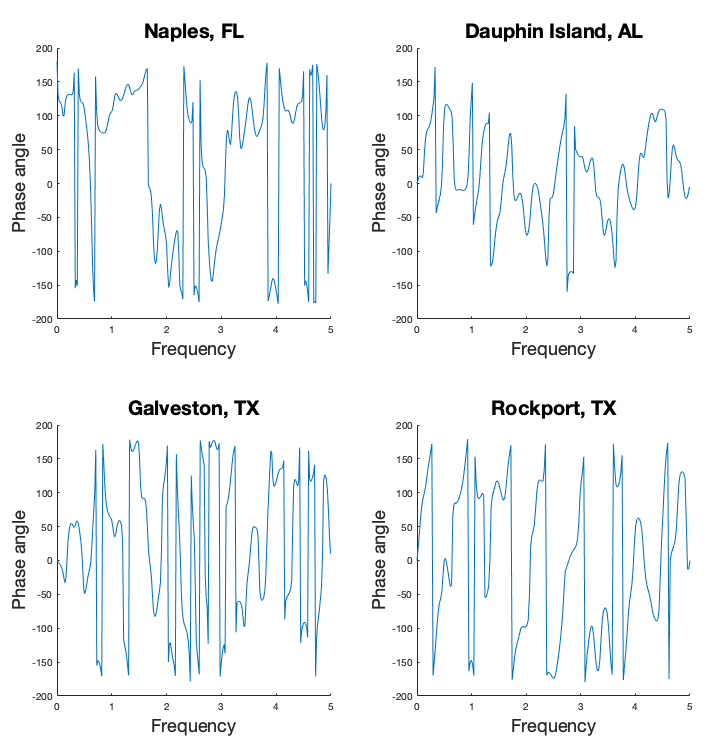 Naples, FL
200
150
100
50
0
-50
-100
-150
-200
Phase angle
0 1 2 3 4 5
Frequency
Dauphin Island, AL
200
150
100
50
0
-50
-100
-150
-200
Phase angle
0 1 2 3 4 5
Frequency
Galveston, TX
200
150
100
50
0
-50
-100
-150
-200
Phase angle
0 1 2 3 4 5
Frequency
Rockport, TX
200
150
100
50
0
-50
-100
-150
-200
Phase angle
0 1 2 3 4 5
Frequency